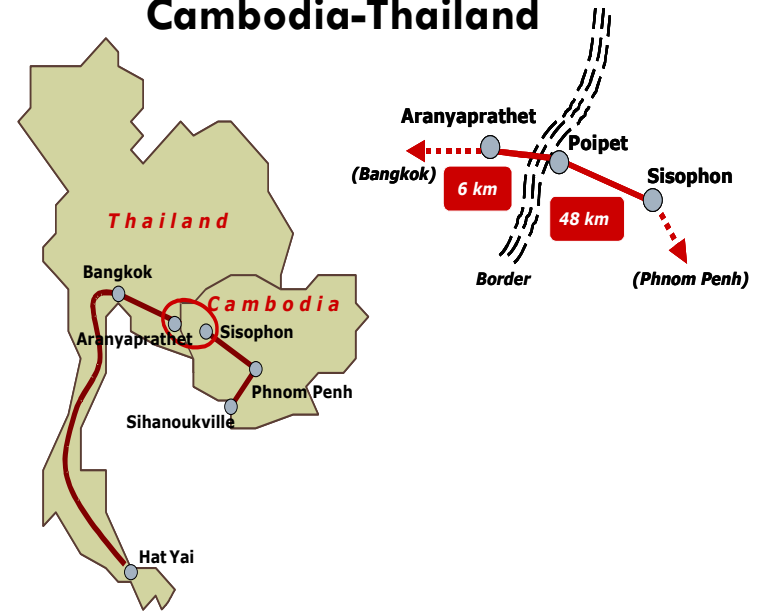 Cambodia-Thailand
Aranyaprathet
Poipet
(Bangkok)
6 km
Sisophon
48 km
Border
(Phnom Penh)
Thailand
Bangkok
Cambodia
Aranyaprathet
Sisophon
Phnom Penh
Sihanoukville
Hat Yai